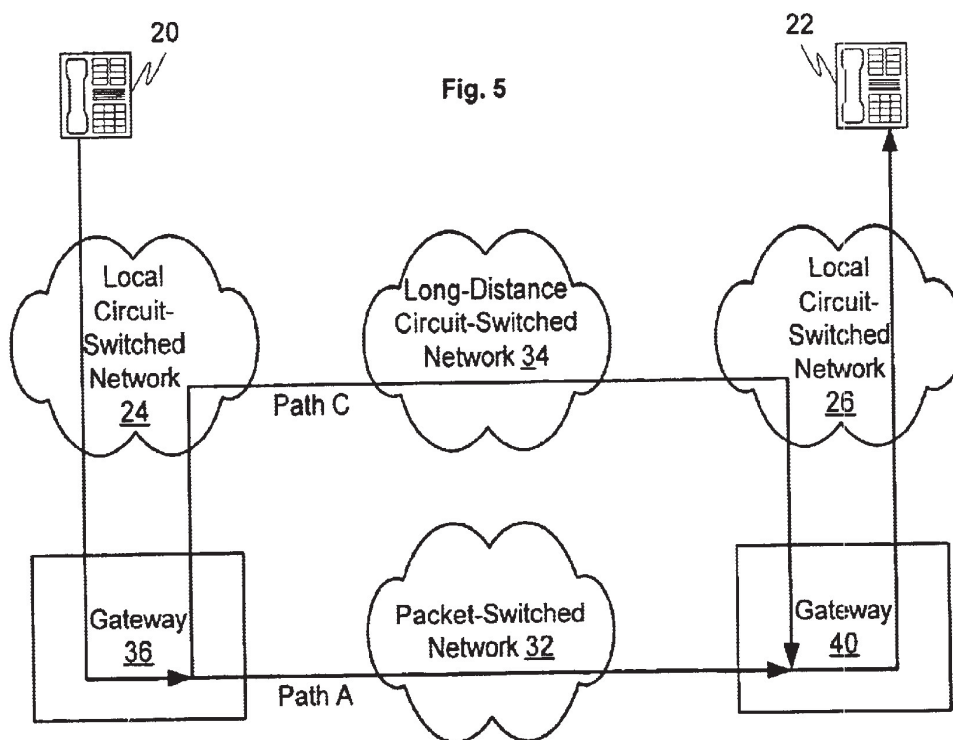 20
22
Fig. 5
Local
Circuit-
Switched
Network
24
Long-Distance
Circuit-Switched
Network 34
Local
Circuit-
Switched
Network
26
Path C
Gateway
36
Packet-Switched
Network 32
Gateway
40
Path A